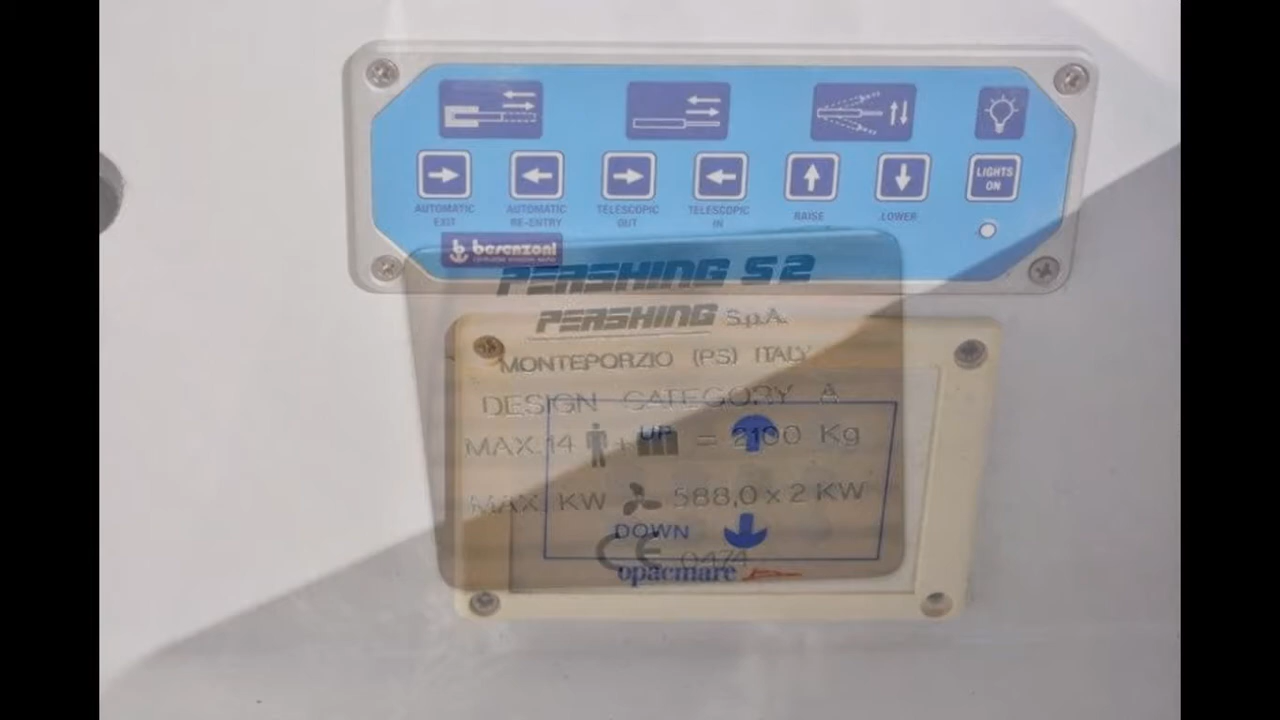 AUTOMATIC EXIT
AUTOMATIC RE-ENTRY
TELESCOPIC OUT
TELESCOPIC IN
RAISE
LOWER
LIGHTS ON
besenzoni
PERSHING 52
PERSHING S.p.A.
MONTEPORZIO (PS) ITALY
DESIGN CATEGORY A
MAX. 14 + = 2100 Kg
UP
MAX. KW 588,0 x 2 KW
DOWN
CE 0474
opacmare